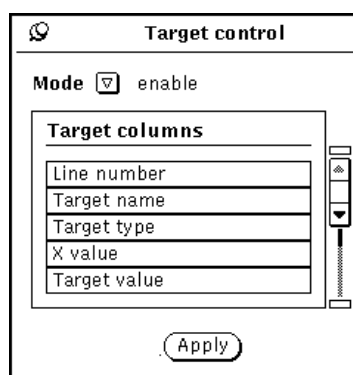 Target control
Mode enable
Target columns
Line number
Target name
Target type
X value
Target value
Apply